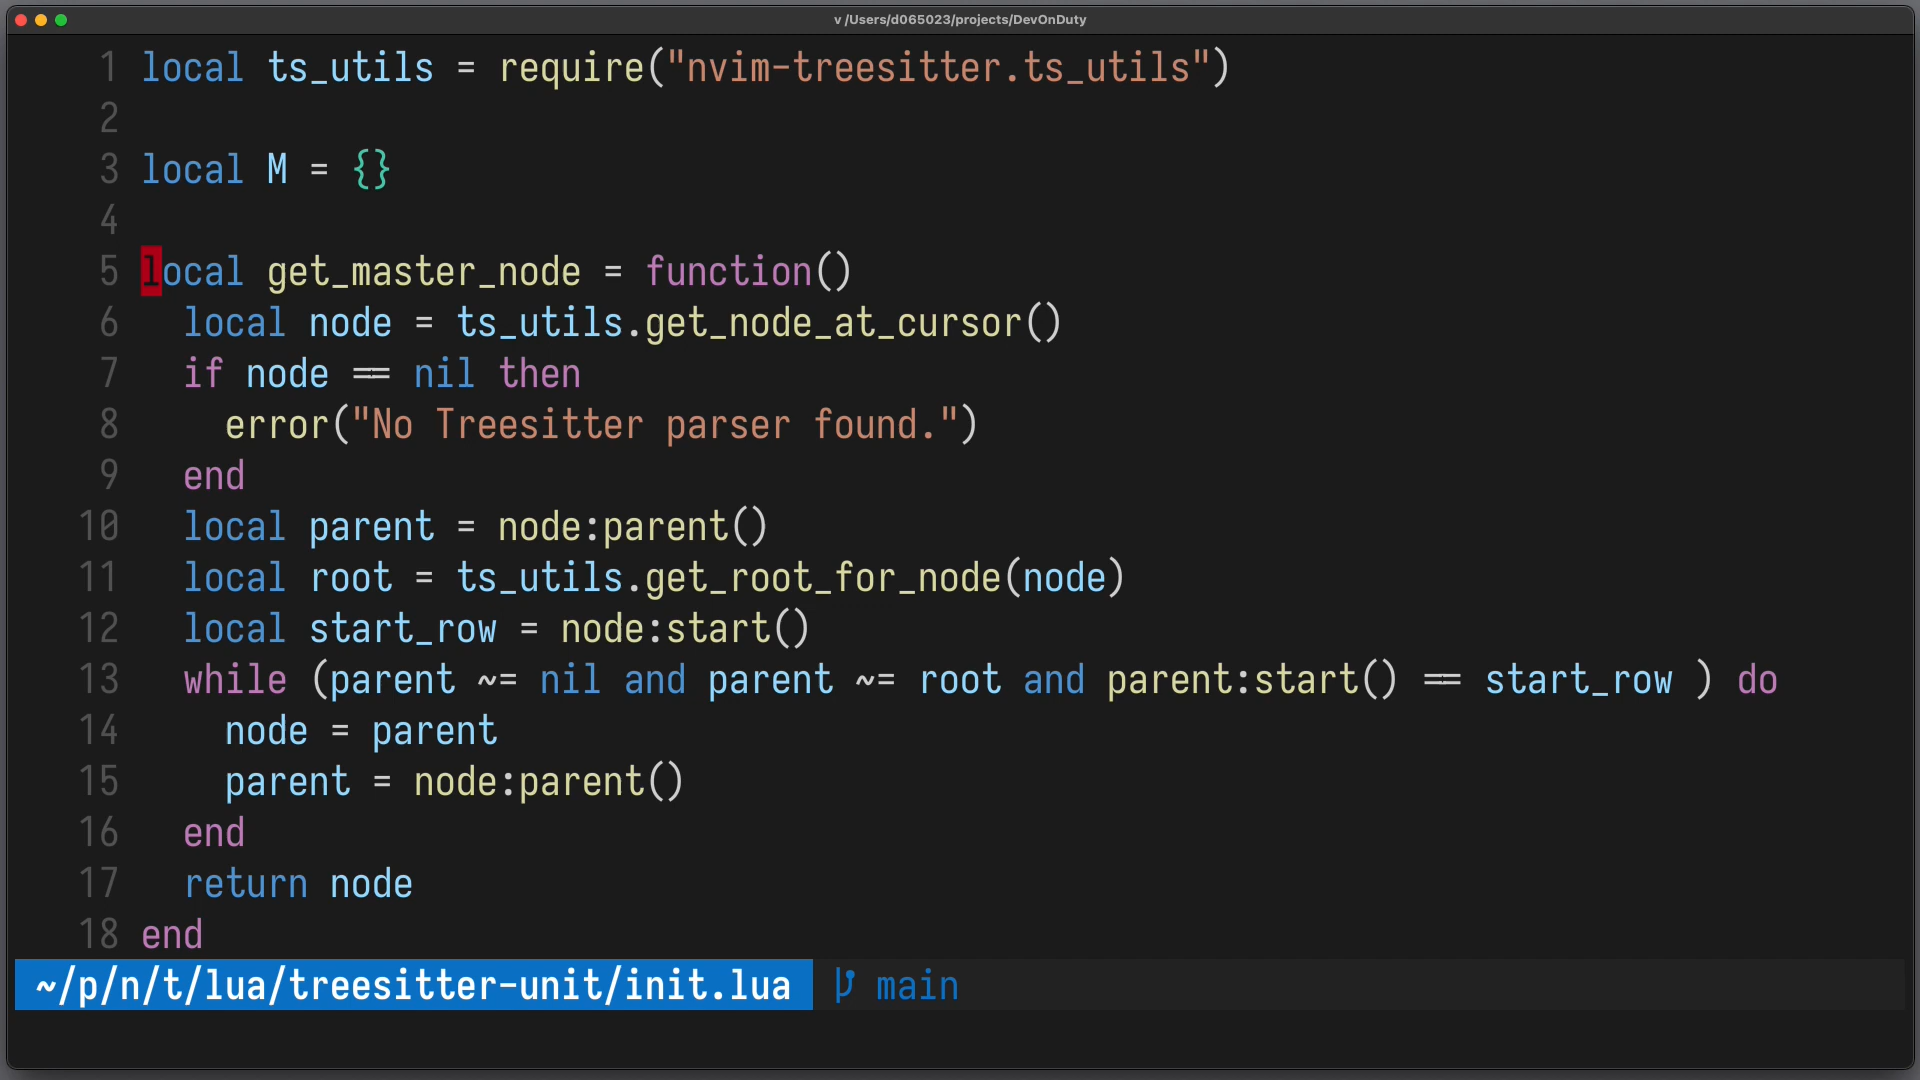 v /Users/d065023/projects/DevOnDuty
1 local ts_utils = require("nvim-treesitter.ts_utils")
2
3 local M = {}
4
5 local get_master_node = function()
6   local node = ts_utils.get_node_at_cursor()
7   if node == nil then
8     error("No Treesitter parser found.")
9   end
10   local parent = node:parent()
11   local root = ts_utils.get_root_for_node(node)
12   local start_row = node:start()
13   while (parent ~= nil and parent ~= root and parent:start() == start_row ) do
14     node = parent
15     parent = node:parent()
16   end
17   return node
18 end
~/p/n/t/lua/treesitter-unit/init.lua main